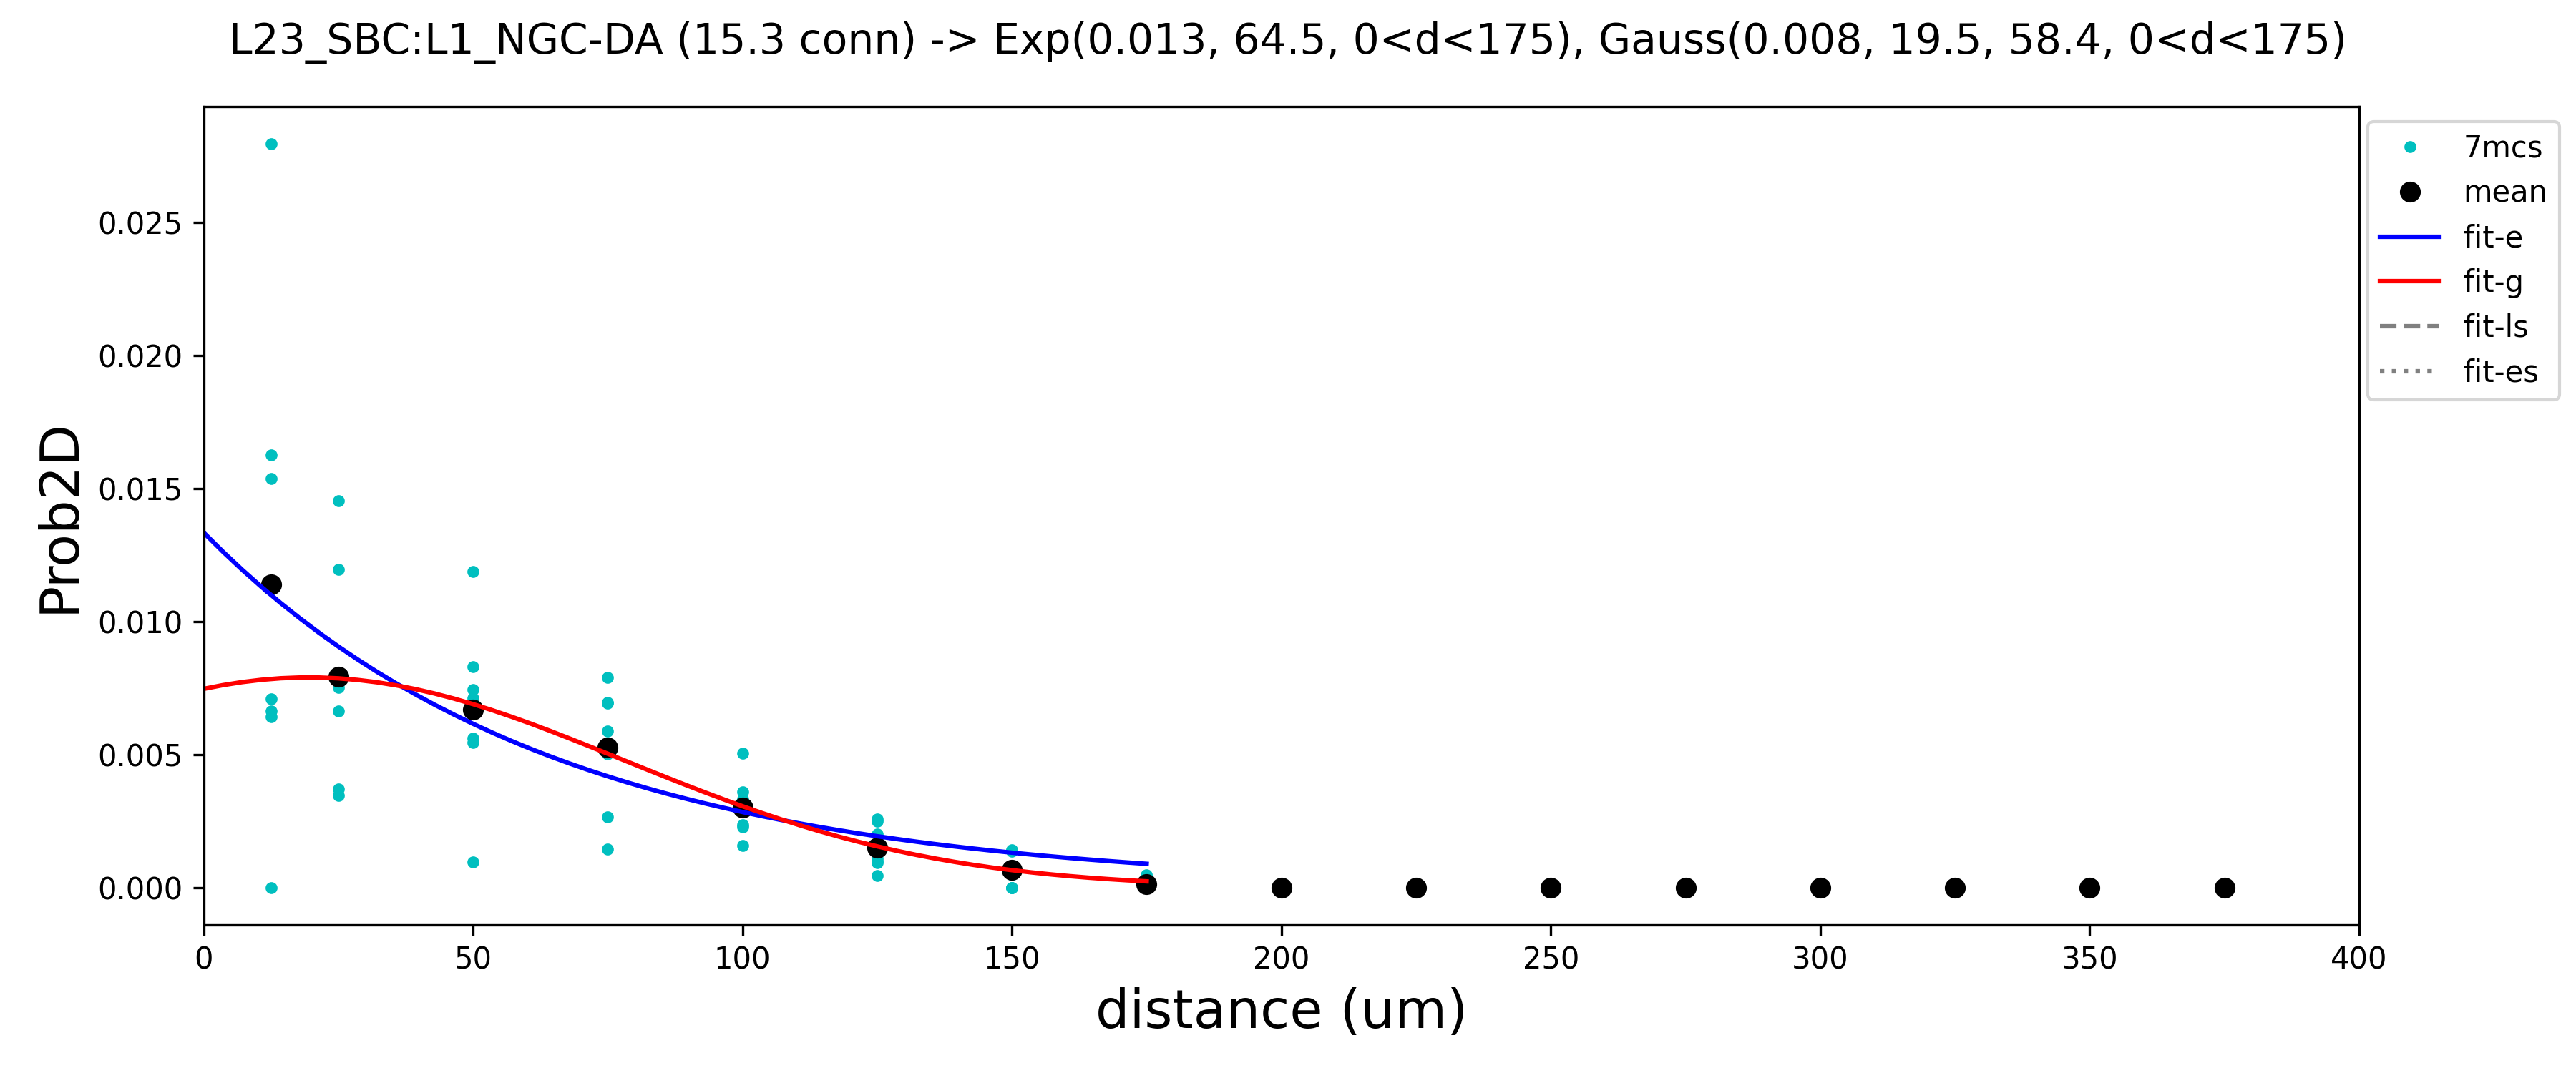 L23_SBC:L1_NGC-DA (15.3 conn) -> Exp(0.013, 64.5, 0<d<175), Gauss(0.008, 19.5, 58.4, 0<d<175)
7mcs
mean
fit-e
fit-g
fit-ls
fit-es
0.025
0.020
0.015
0.010
0.005
0.000
Prob2D
0 50 100 150 200 250 300 350 400
distance (um)